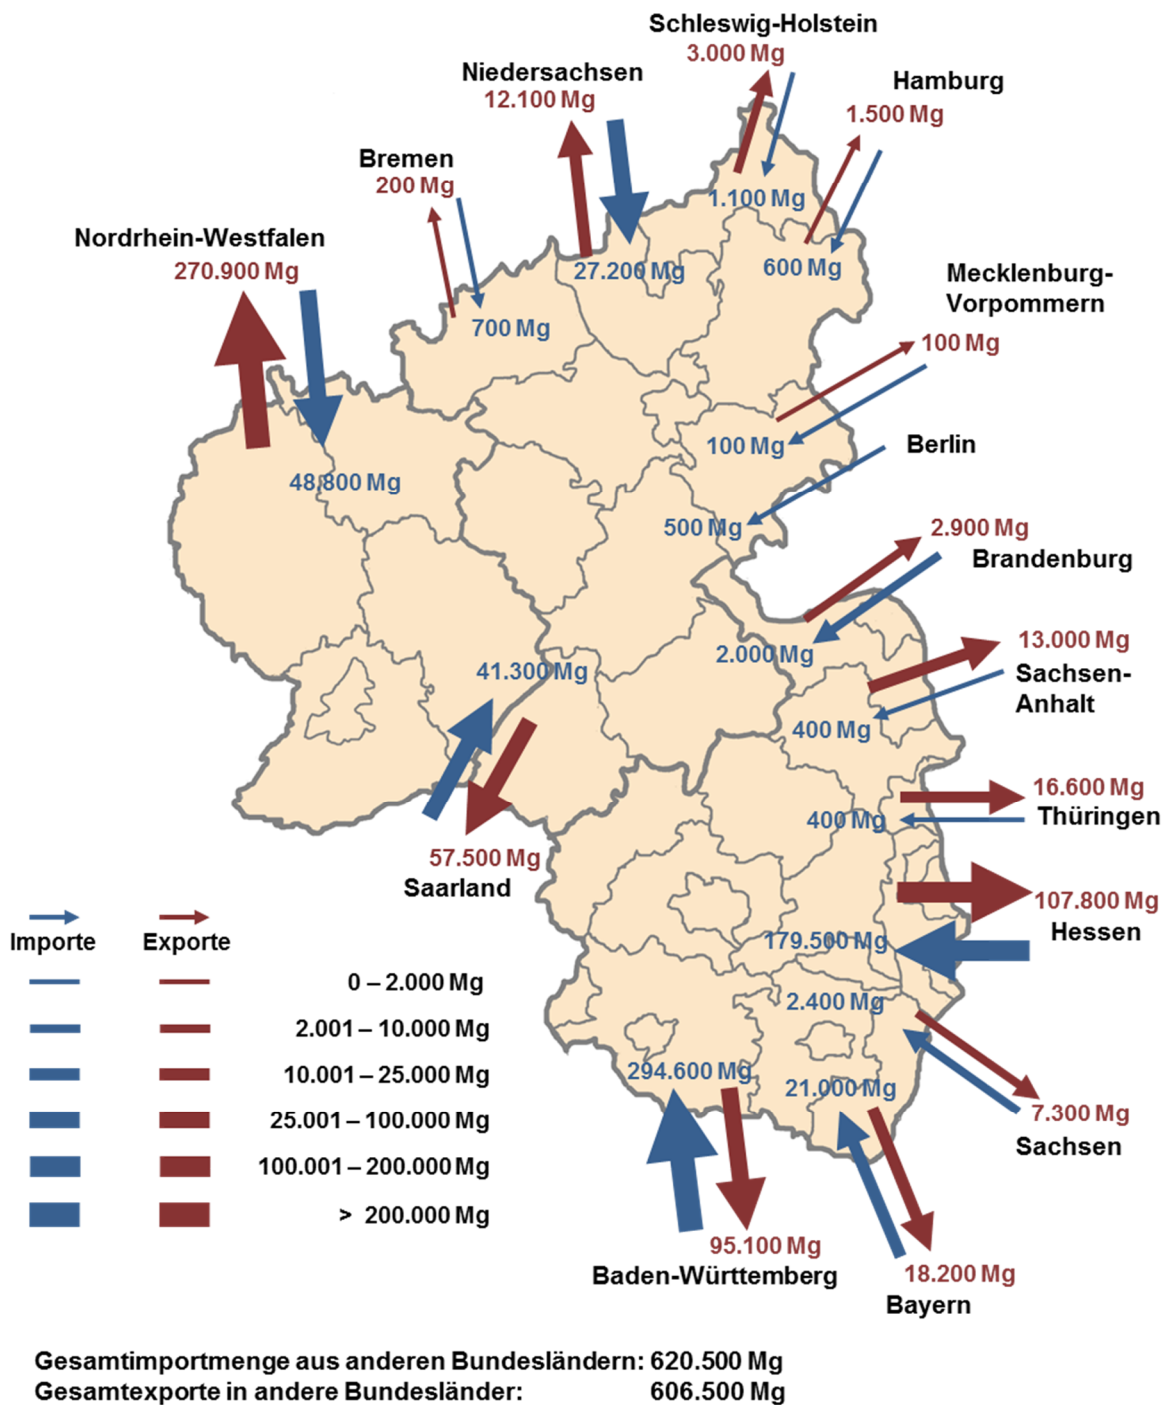 Schleswig-Holstein
3.000 Mg
Niedersachsen
12.100 Mg
Hamburg
1.500 Mg
Bremen
200 Mg
1.100 Mg
Nordrhein-Westfalen
270.900 Mg
27.200 Mg
600 Mg
Mecklenburg-
Vorpommern
100 Mg
700 Mg
100 Mg
Berlin
48.800 Mg
500 Mg
2.900 Mg
Brandenburg
2.000 Mg
13.000 Mg
Sachsen-
Anhalt
41.300 Mg
400 Mg
16.600 Mg
Thüringen
400 Mg
57.500 Mg
Saarland
107.800 Mg
Hessen
179.500 Mg
2.400 Mg
294.600 Mg
21.000 Mg
7.300 Mg
Sachsen
95.100 Mg
Baden-Württemberg
18.200 Mg
Bayern
Importe Exporte
0 – 2.000 Mg
2.001 – 10.000 Mg
10.001 – 25.000 Mg
25.001 – 100.000 Mg
100.001 – 200.000 Mg
> 200.000 Mg
Gesamtimportmenge aus anderen Bundesländern: 620.500 Mg
Gesamtexporte in andere Bundesländer: 606.500 Mg